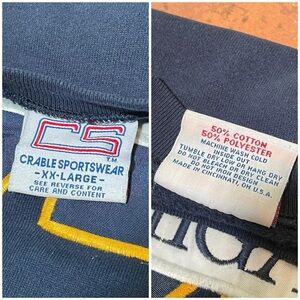 CS
TM
CRABLE SPORTSWEAR
-XX-LARGE-
SEE REVERSE FOR
CARE AND CONTENT
50% COTTON
50% POLYESTER
MACHINE WASH COLD
INSIDE OUT
TUMBLE DRY LOW OR HANG DRY
DO NOT BLEACH OR DRY CLEAN
DO NOT IRON DESIGN
MADE IN CINCINNATI, OH U.S.A.